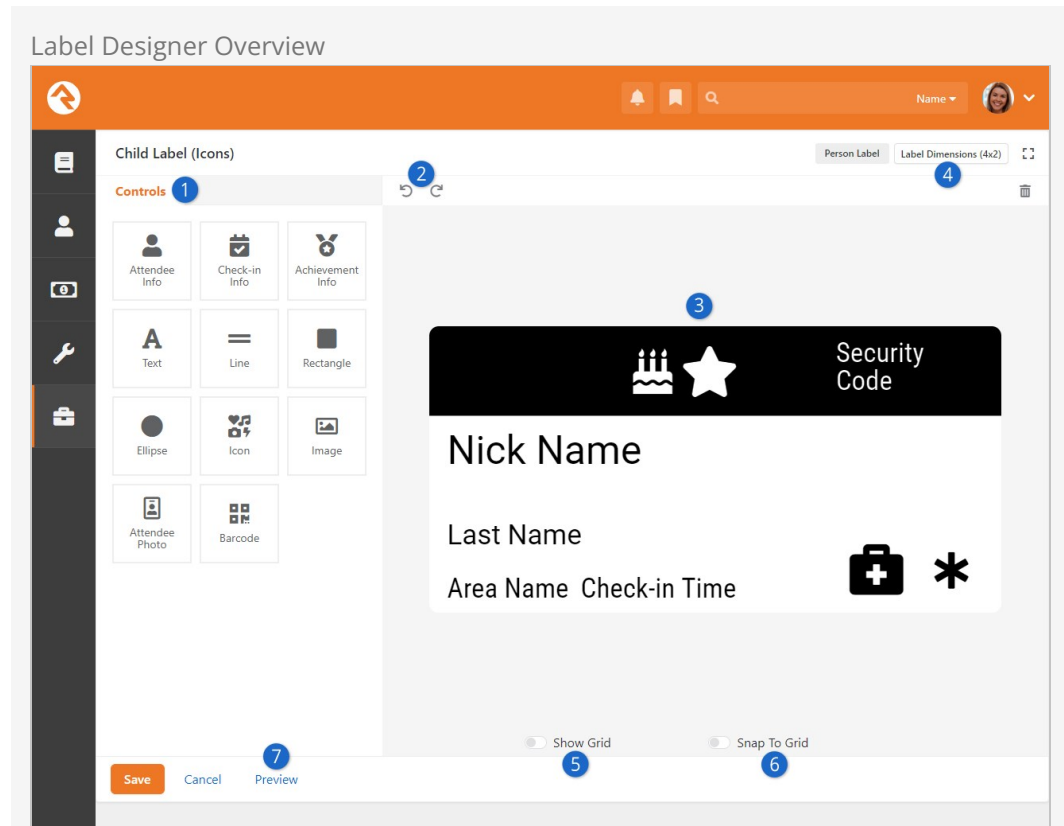 Label Designer Overview
Name
Child Label (Icons)
Person Label
Label Dimensions (4x2)
4
Controls
1
2
Attendee
Info
Check-in
Info
Achievement
Info
3
Text
Line
Rectangle
Security
Code
Ellipse
Icon
Image
Nick Name
Attendee
Photo
Barcode
Last Name
Area Name Check-in Time
Show Grid
Snap To Grid
5
6
7
Save
Cancel
Preview